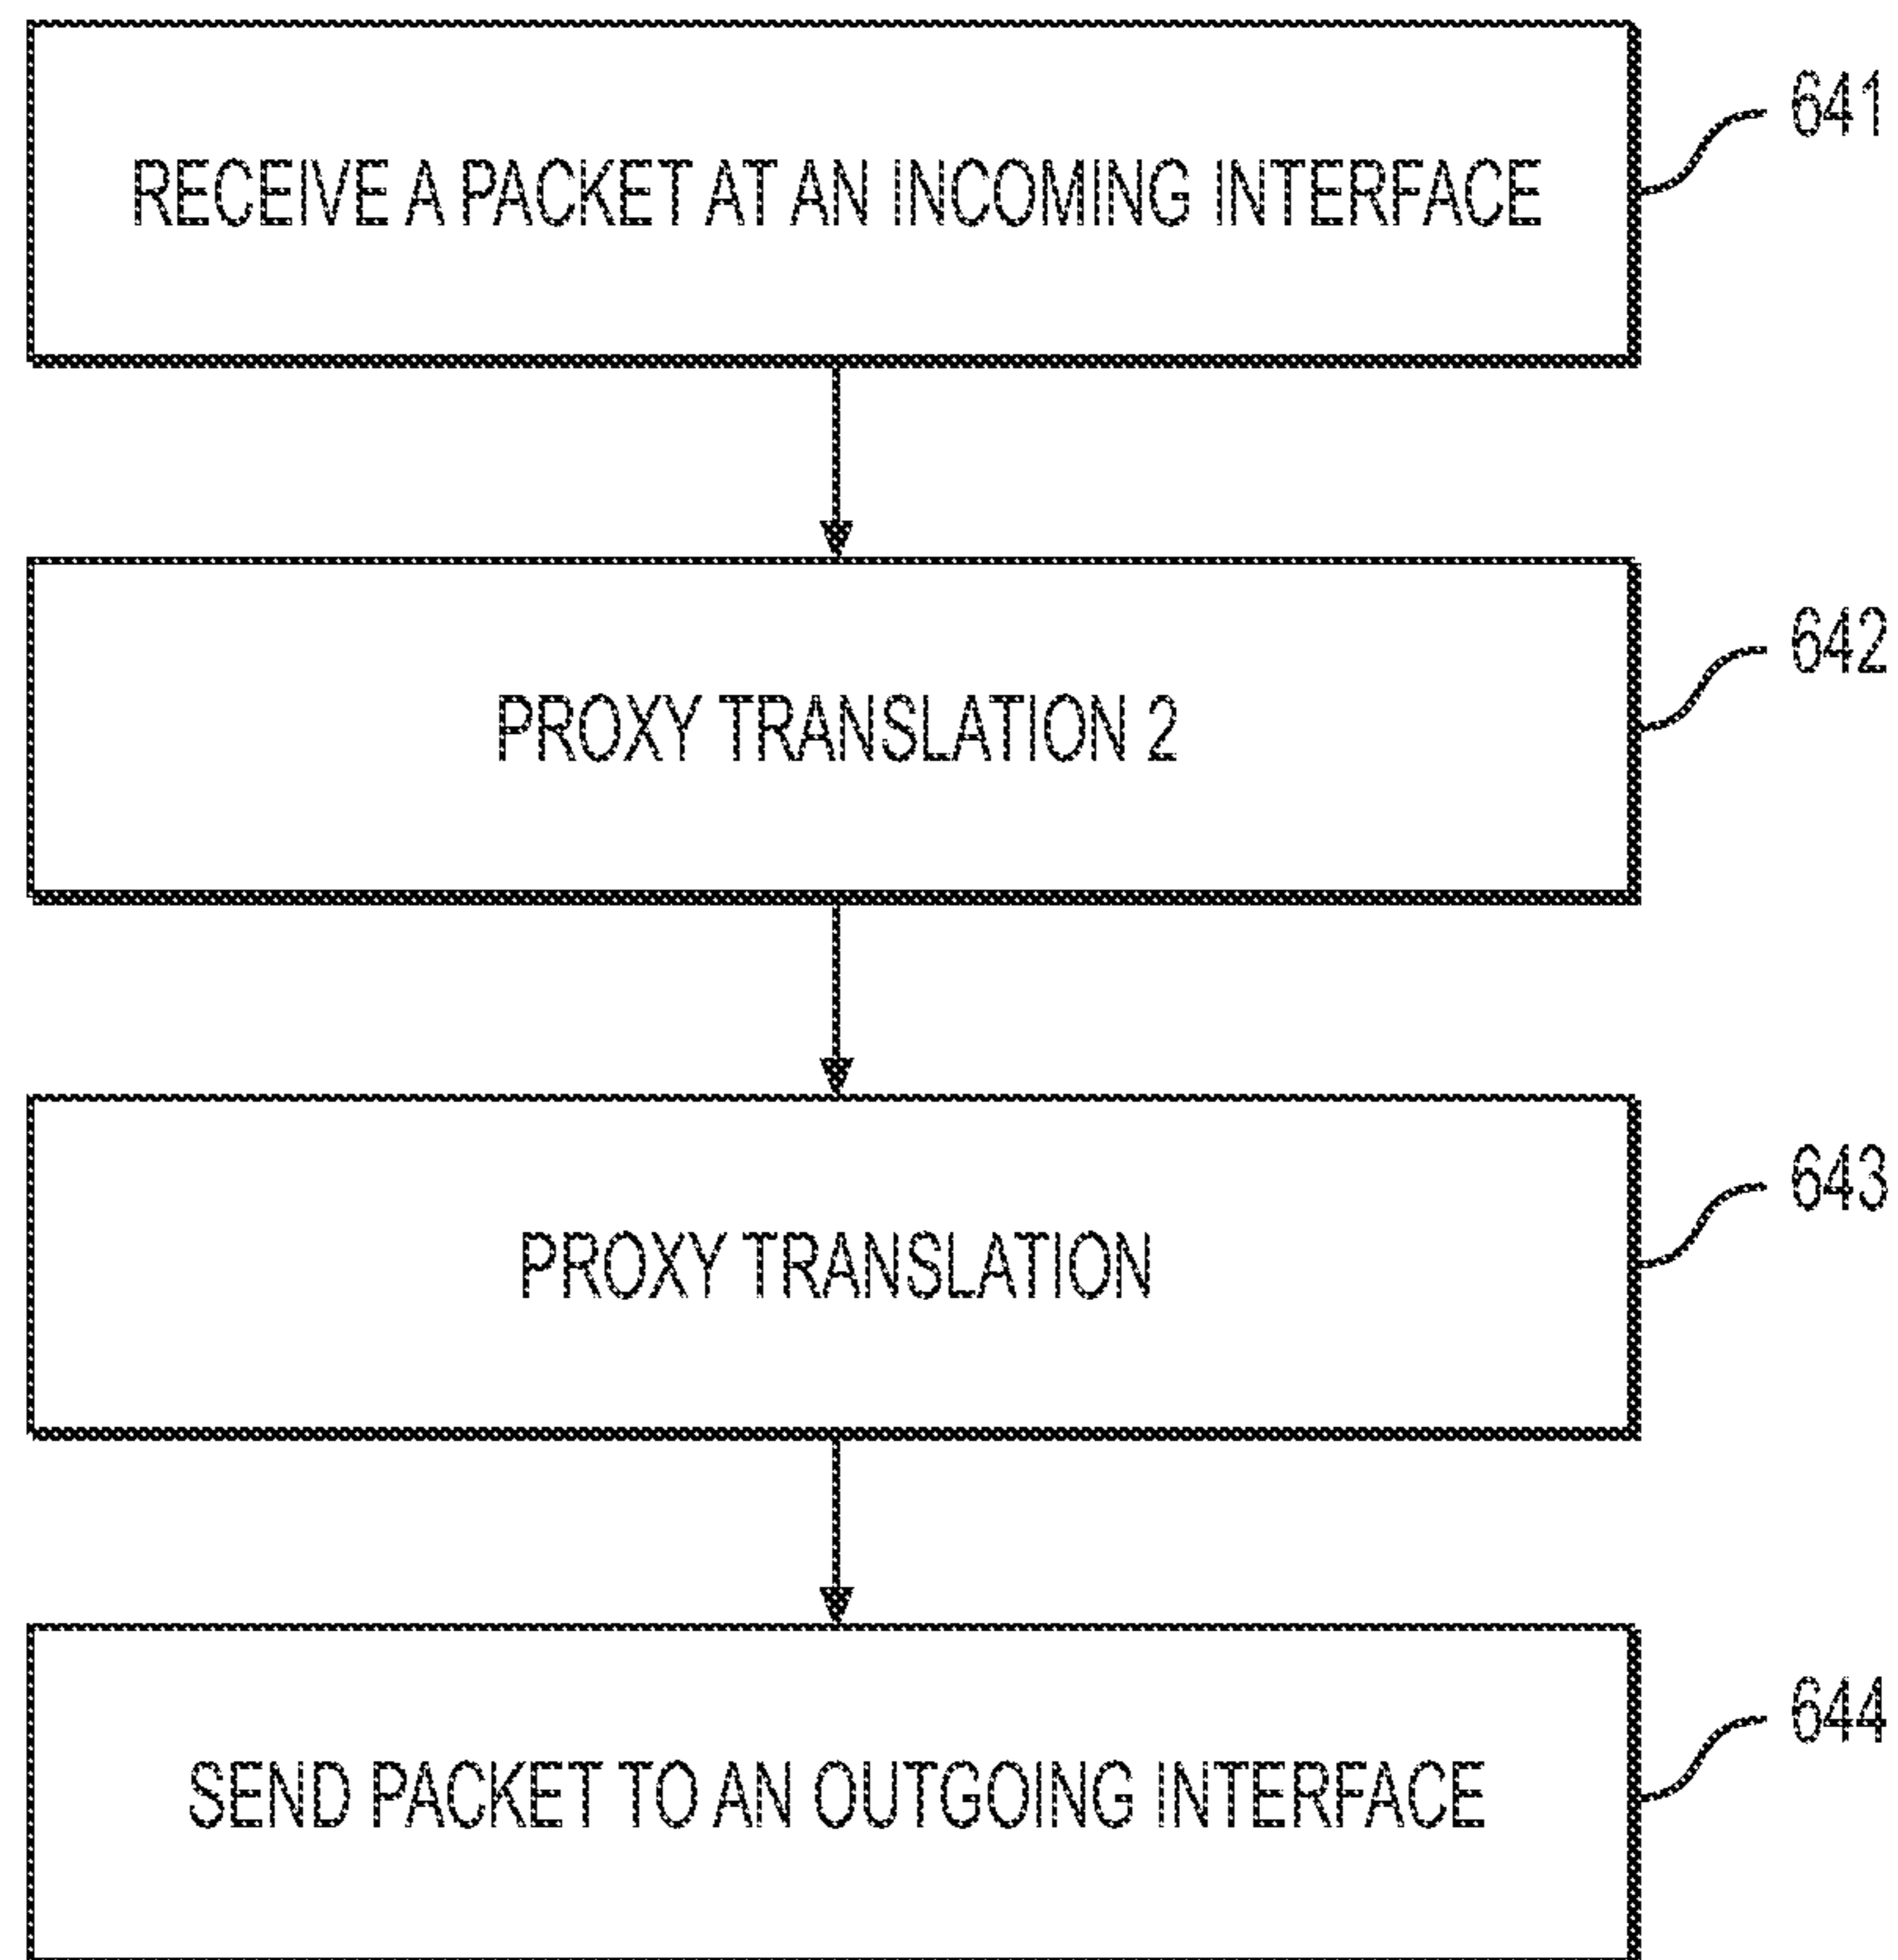 RECEIVE A PACKET AT AN INCOMING INTERFACE
641
PROXY TRANSLATION 2
642
PROXY TRANSLATION
643
SEND PACKET TO AN OUTGOING INTERFACE
644